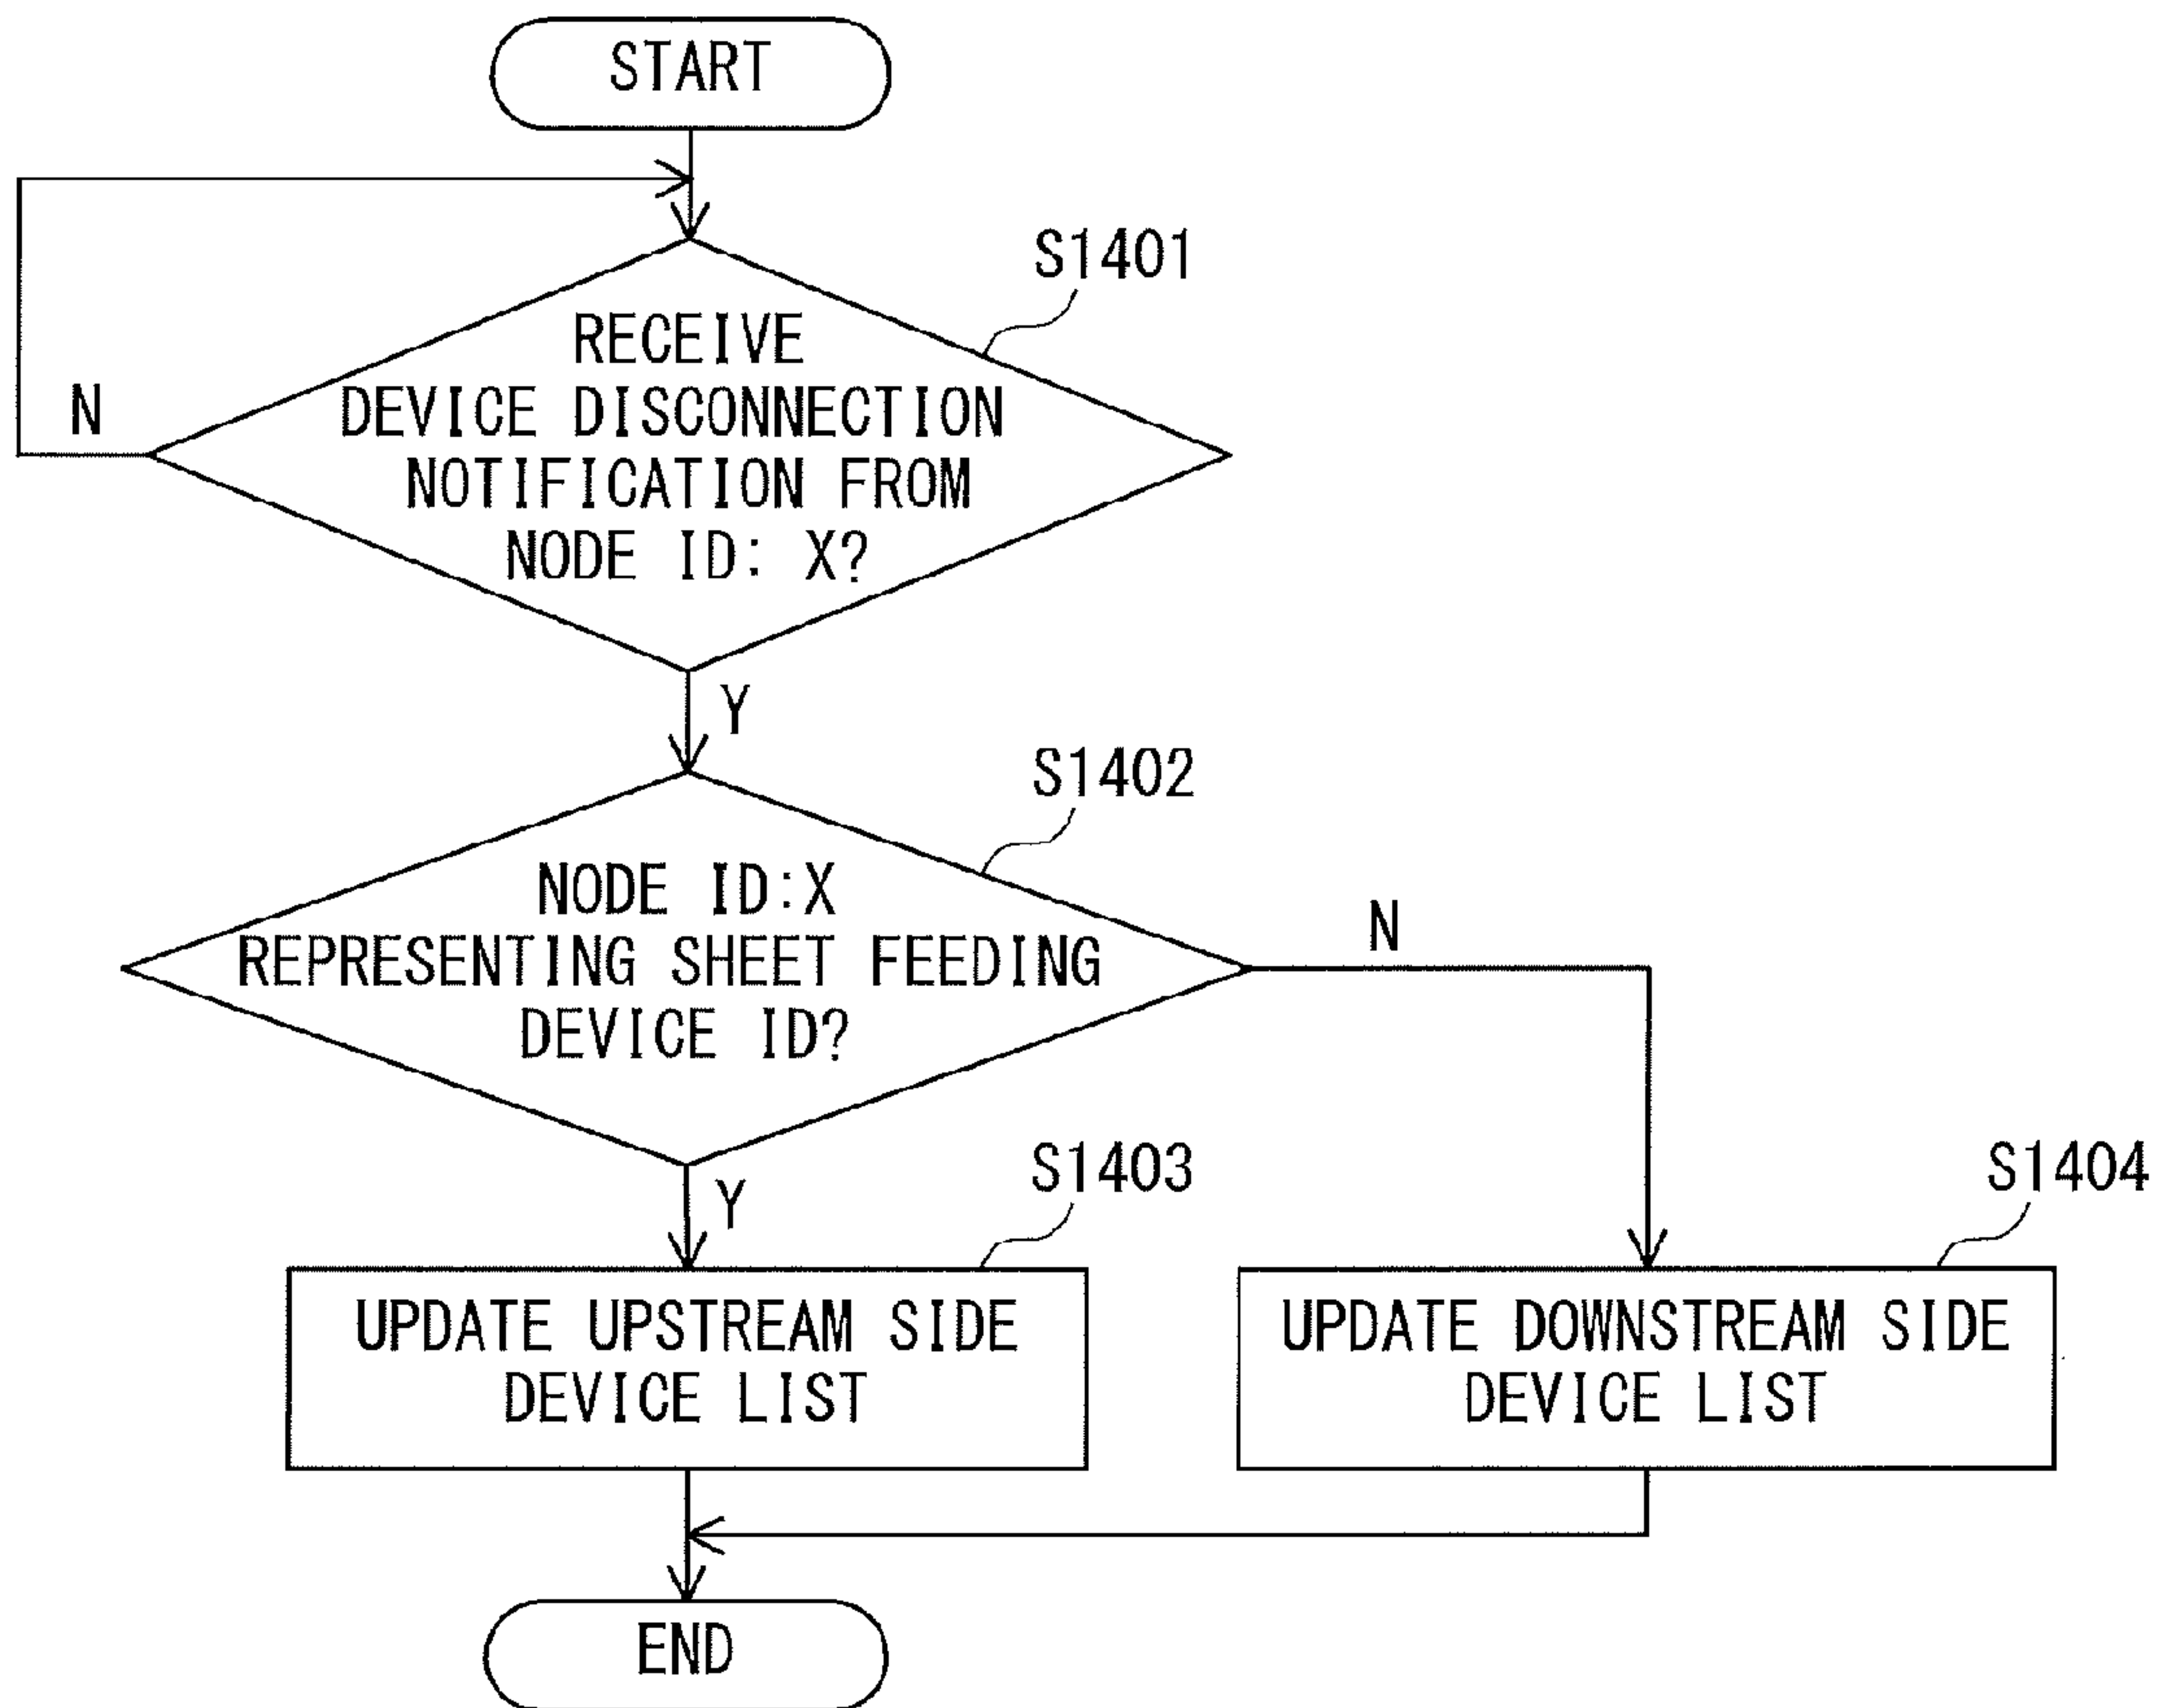 START
S1401
RECEIVE
DEVICE DISCONNECTION
NOTIFICATION FROM
NODE ID: X?
N
Y
S1402
NODE ID:X
REPRESENTING SHEET FEEDING
DEVICE ID?
N
Y
S1403
UPDATE UPSTREAM SIDE
DEVICE LIST
S1404
UPDATE DOWNSTREAM SIDE
DEVICE LIST
END